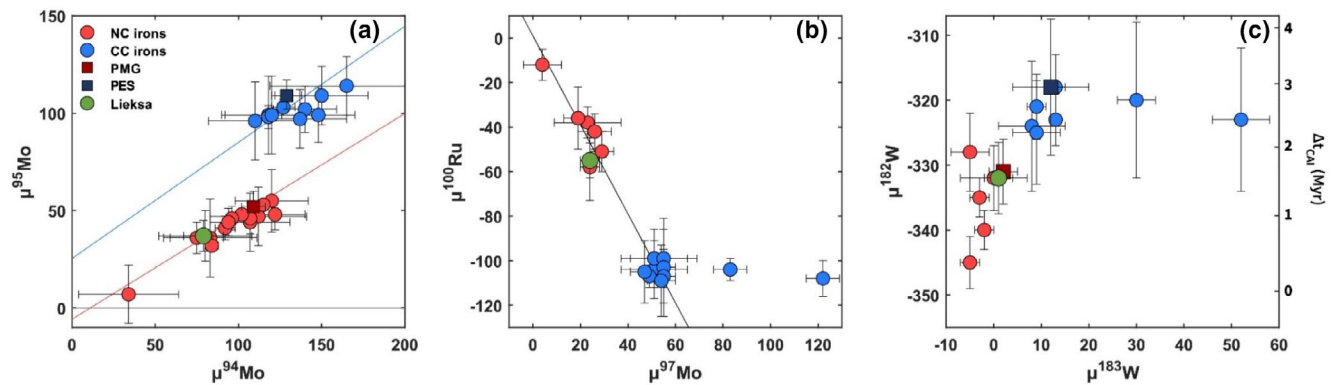 (a)
150
100
50
0
μ⁹⁵Mo
NC irons
CC irons
PMG
PES
Lieksa
0 50 100 150 200
μ⁹⁴Mo
(b)
0
-20
-40
-60
-80
-100
-120
μ¹⁰⁰Ru
0 20 40 60 80 100 120
μ⁹⁷Mo
(c)
-310
-320
-330
-340
-350
μ¹⁸²W
4
3
2
1
0
Δt_CAI (Myr)
-10 0 10 20 30 40 50 60
μ¹⁸³W